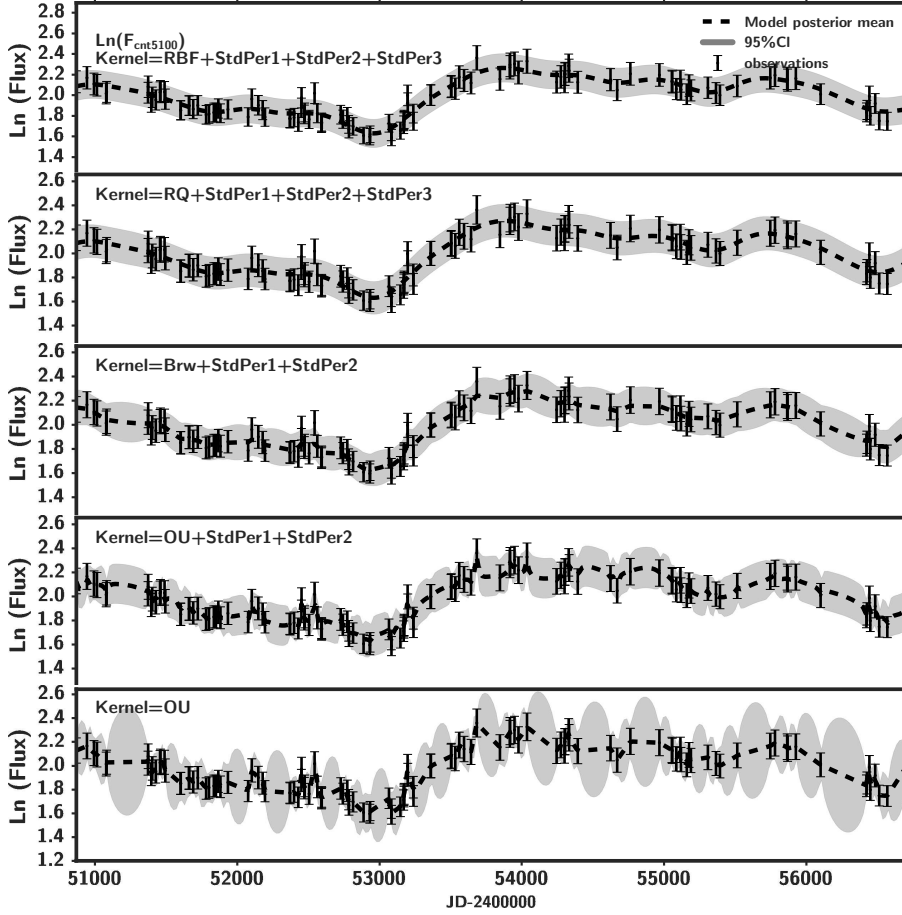 2.8
2.6
2.4
2.2
2.0
1.8
1.6
1.4
Ln (Flux)
Ln(Fcnt5100)
Kernel=RBF+StdPer1+StdPer2+StdPer3
Model posterior mean
95%CI
observations
2.6
2.4
2.2
2.0
1.8
1.6
1.4
Ln (Flux)
Kernel=RQ+StdPer1+StdPer2+StdPer3
2.6
2.4
2.2
2.0
1.8
1.6
1.4
Ln (Flux)
Kernel=Brw+StdPer1+StdPer2
2.6
2.4
2.2
2.0
1.8
1.6
1.4
Ln (Flux)
Kernel=OU+StdPer1+StdPer2
2.6
2.4
2.2
2.0
1.8
1.6
1.4
1.2
Ln (Flux)
Kernel=OU
51000 52000 53000 54000 55000 56000
JD-2400000